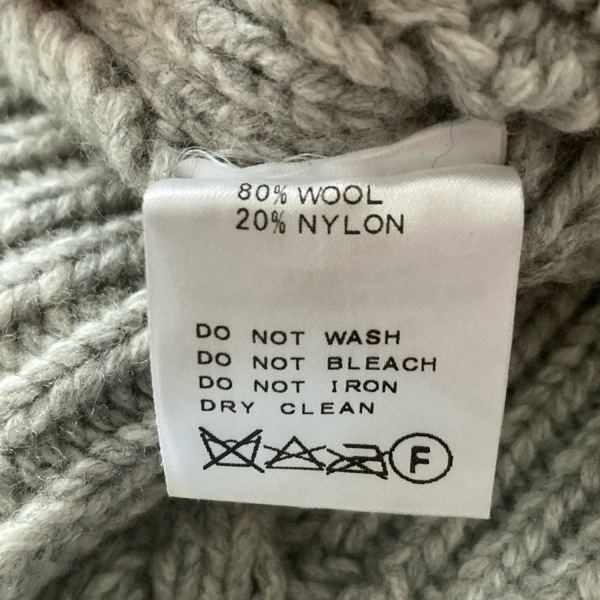 80% WOOL
20% NYLON
DO NOT WASH
DO NOT BLEACH
DO NOT IRON
DRY CLEAN
F